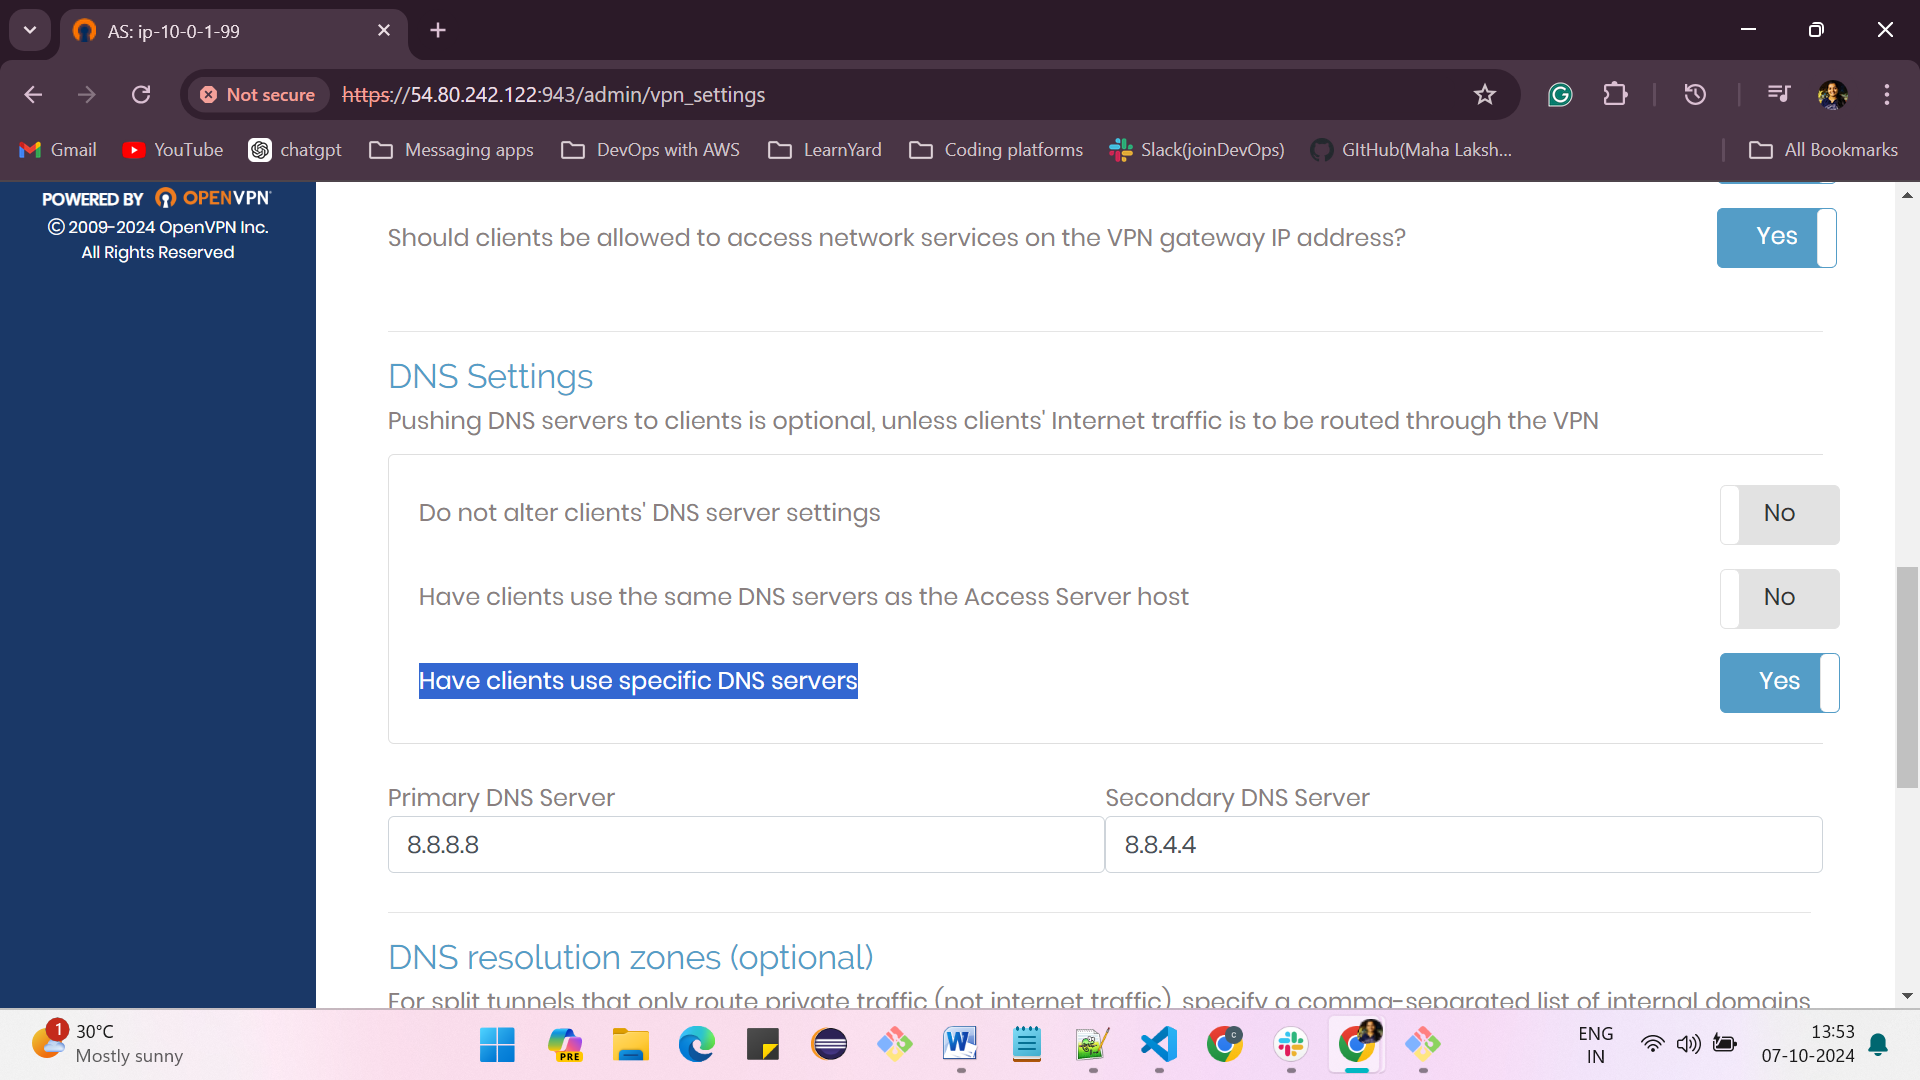 AS: ip-10-0-1-99
Not secure https://54.80.242.122:943/admin/vpn_settings
Gmail YouTube chatgpt Messaging apps DevOps with AWS LearnYard Coding platforms Slack(joinDevOps) GItHub(Maha Laksh... All Bookmarks
POWERED BY OPENVPN
© 2009-2024 OpenVPN Inc.
All Rights Reserved
Should clients be allowed to access network services on the VPN gateway IP address? Yes
DNS Settings
Pushing DNS servers to clients is optional, unless clients' Internet traffic is to be routed through the VPN
Do not alter clients' DNS server settings No
Have clients use the same DNS servers as the Access Server host No
Have clients use specific DNS servers Yes
Primary DNS Server Secondary DNS Server
8.8.8.8 8.8.4.4
DNS resolution zones (optional)
For split tunnels that only route private traffic (not internet traffic), specify a comma-separated list of internal domains
1 30°C
Mostly sunny
PRE
ENG
IN
13:53
07-10-2024